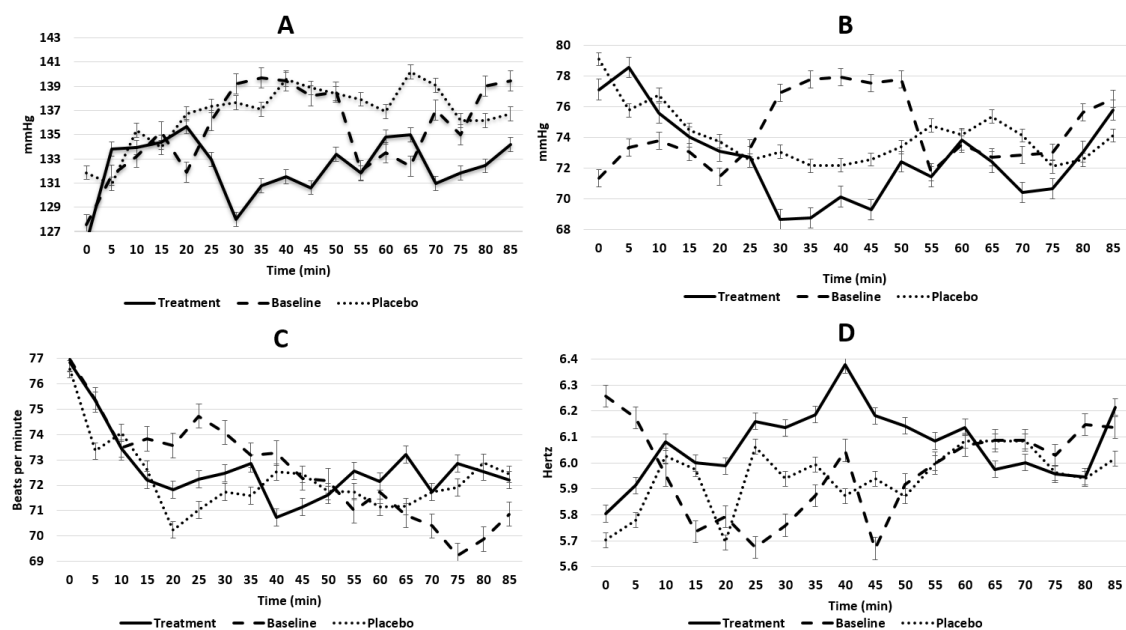 A
143
141
139
137
135
133
131
129
127
mmHg
0 5 10 15 20 25 30 35 40 45 50 55 60 65 70 75 80 85
Time (min)
Treatment Baseline Placebo
B
80
78
76
74
72
70
68
mmHg
0 5 10 15 20 25 30 35 40 45 50 55 60 65 70 75 80 85
Time (min)
Treatment Baseline Placebo
C
77
75
73
71
69
Beats per minute
0 5 10 15 20 25 30 35 40 45 50 55 60 65 70 75 80 85
Time (min)
Treatment Baseline Placebo
D
6.4
6.3
6.2
6.1
6.0
5.9
5.8
5.7
5.6
Hertz
0 5 10 15 20 25 30 35 40 45 50 55 60 65 70 75 80 85
Time (min)
Treatment Baseline Placebo